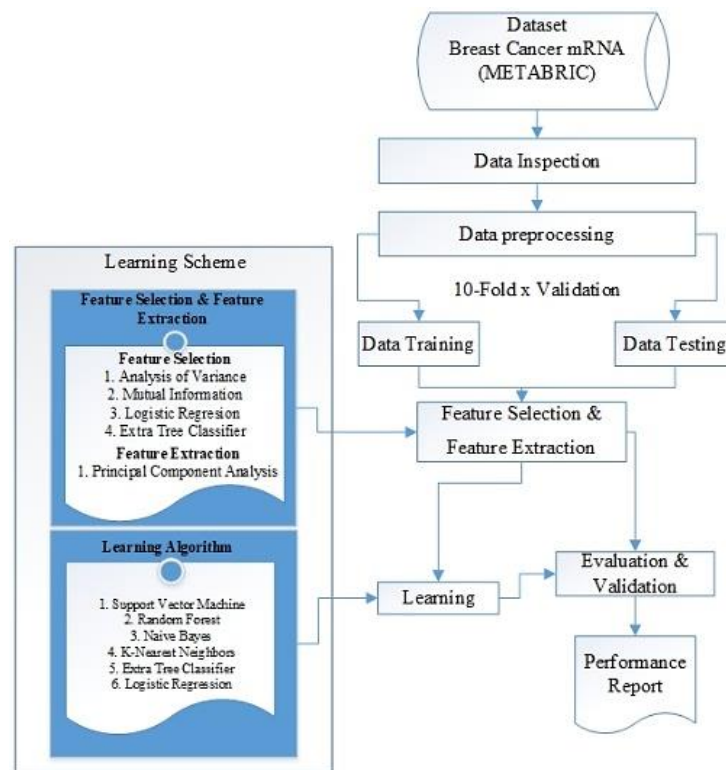 Dataset
Breast Cancer mRNA
(METABRIC)
Data Inspection
Data preprocessing
10-Fold x Validation
Data Training
Data Testing
Feature Selection &
Feature Extraction
Learning
Evaluation &
Validation
Performance
Report
Learning Scheme
Feature Selection & Feature
Extraction
Feature Selection
1. Analysis of Variance
2. Mutual Information
3. Logistic Regresion
4. Extra Tree Classifier
Feature Extraction
1. Principal Component Analysis
Learning Algorithm
1. Support Vector Machine
2. Random Forest
3. Naive Bayes
4. K-Nearest Neighbors
5. Extra Tree Classifier
6. Logistic Regression